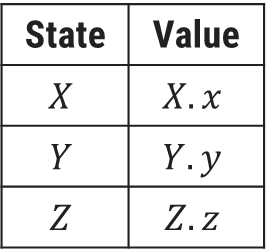 State Value
X X.x
Y Y.y
Z Z.z